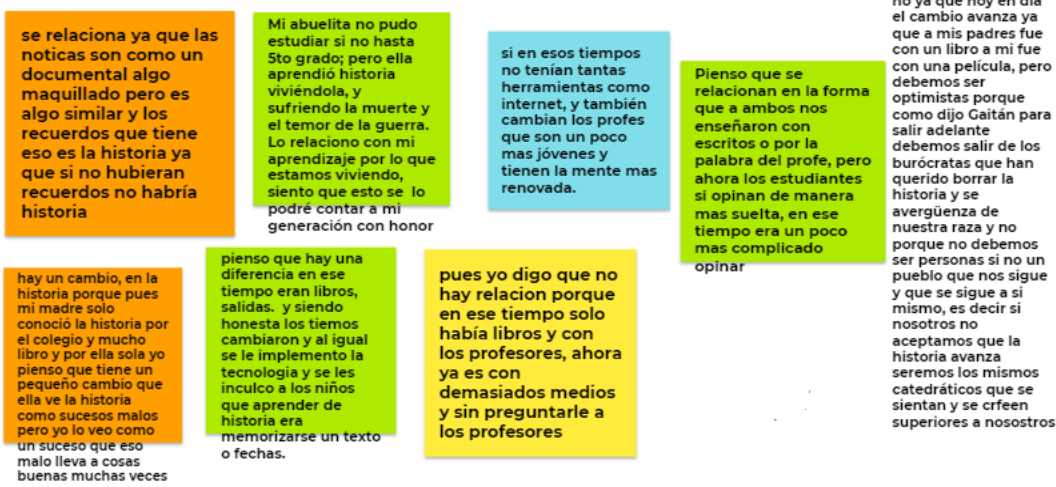 se relaciona ya que las
noticas son como un
documental algo
maquillado pero es
algo similar y los
recuerdos que tiene
eso es la historia ya
que si no hubieran
recuerdos no habría
historia
Mi abuelita no pudo
estudiar si no hasta
5to grado; pero ella
aprendió historia
viviéndola, y
sufriendo la muerte y
el temor de la guerra.
Lo relaciono con mi
aprendizaje por lo que
estamos viviendo,
siento que esto se lo
podré contar a mi
generación con honor
si en esos tiempos
no tenían tantas
herramientas como
internet, y también
cambian los profes
que son un poco
mas jóvenes y
tienen la mente mas
renovada.
Pienso que se
relacionan en la forma
que a ambos nos
enseñaron con
escritos o por la
palabra del profe, pero
ahora los estudiantes
si opinan de manera
mas suelta, en ese
tiempo era un poco
mas complicado
opinar
no ya que hoy en día
el cambio avanza ya
que a mis padres fue
con un libro a mi fue
con una película, pero
debemos ser
optimistas porque
como dijo Gaitán para
salir adelante
debemos salir de los
burócratas que han
querido borrar la
historia y se
avergüenza de
nuestra raza y no
porque no debemos
ser personas si no un
pueblo que nos sigue
y que se sigue a si
mismo, es decir si
nosotros no
aceptamos que la
historia avanza
seremos los mismos
catedráticos que se
sientan y se crfeen
superiores a nosostros
hay un cambio, en la
historia porque pues
mi madre solo
conoció la historia por
el colegio y mucho
libro y por ella sola yo
pienso que tiene un
pequeño cambio que
ella ve la historia
como sucesos malos
pero yo lo veo como
un suceso que eso
malo lleva a cosas
buenas muchas veces
pienso que hay una
diferencia en ese
tiempo eran libros,
salidas. y siendo
honesta los tiemos
cambiaron y al igual
se le implemento la
tecnologia y se les
inculco a los niños
que aprender de
historia era
memorizarse un texto
o fechas.
pues yo digo que no
hay relacion porque
en ese tiempo solo
había libros y con
los profesores, ahora
ya es con
demasiados medios
y sin preguntarle a
los profesores